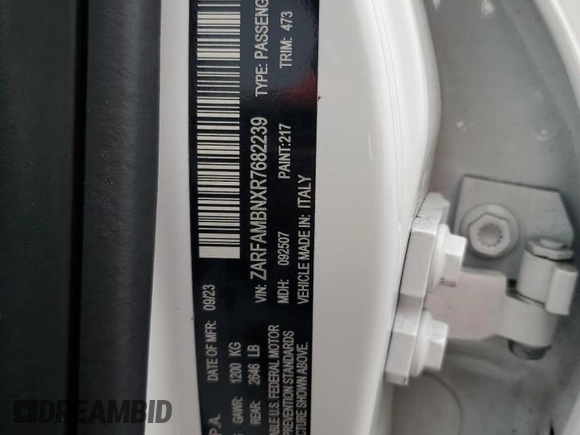 P.A. DATE OF MFR: 09/23 VIN: ZARFAMBNXR7682239 TYPE: PASSENG
GAWR: 1200 KG MDH: 092507 PAINT:217 TRIM: 473
REAR: 2646 LB VEHICLE MADE IN: ITALY
ABLE U.S. FEDERAL MOTOR
PREVENTION STANDARDS
CTURE SHOWN ABOVE.
DREAMBID